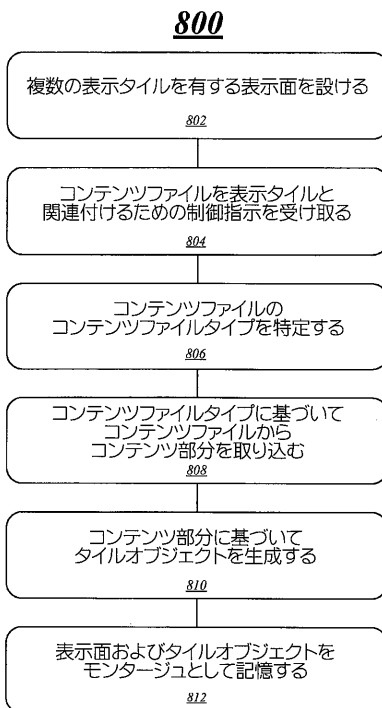 800
複数の表示タイルを有する表示面を設ける
802
コンテンツファイルを表示タイルと
関連付けるための制御指示を受け取る
804
コンテンツファイルの
コンテンツファイルタイプを特定する
806
コンテンツファイルタイプに基づいて
コンテンツファイルから
コンテンツ部分を取り込む
808
コンテンツ部分に基づいて
タイルオブジェクトを生成する
810
表示面およびタイルオブジェクトを
モンタージュとして記憶する
812